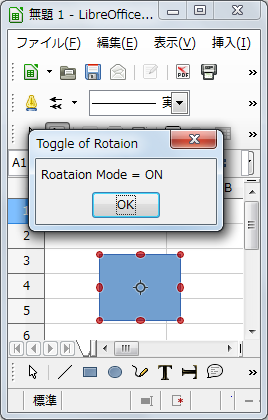 無題 1 - LibreOffice...
ファイル(F) 編集(E) 表示(V) 挿入(I)
実
Toggle of Rotaion
Roataion Mode = ON
OK
A1
B
1
2
3
4
5
標準